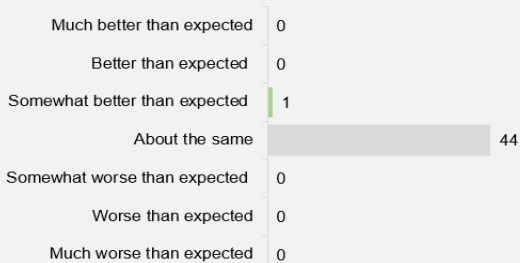 Much better than expected 0
Better than expected 0
Somewhat better than expected 1
About the same 44
Somewhat worse than expected 0
Worse than expected 0
Much worse than expected 0